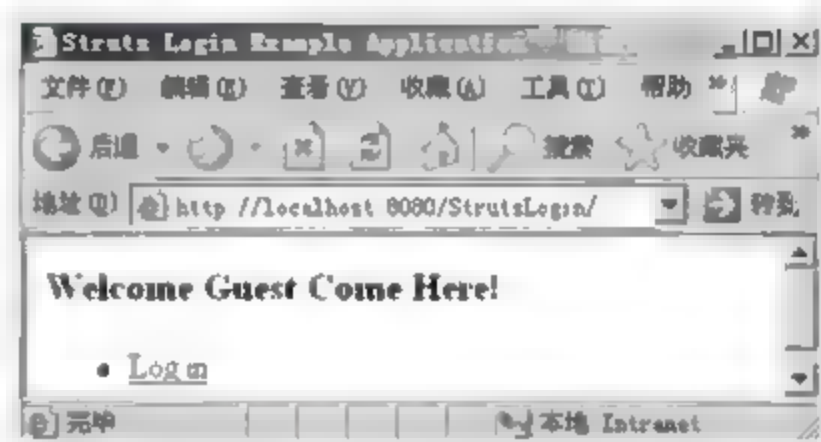 Struts Login Example Application
文件(F) 编辑(E) 查看(V) 收藏(A) 工具(T) 帮助 »
后退 搜索 收藏夹 »
地址(D) http://localhost:8080/StrutsLogin/ 转到
Welcome Guest Come Here!
• Login
完毕 本地 Intranet